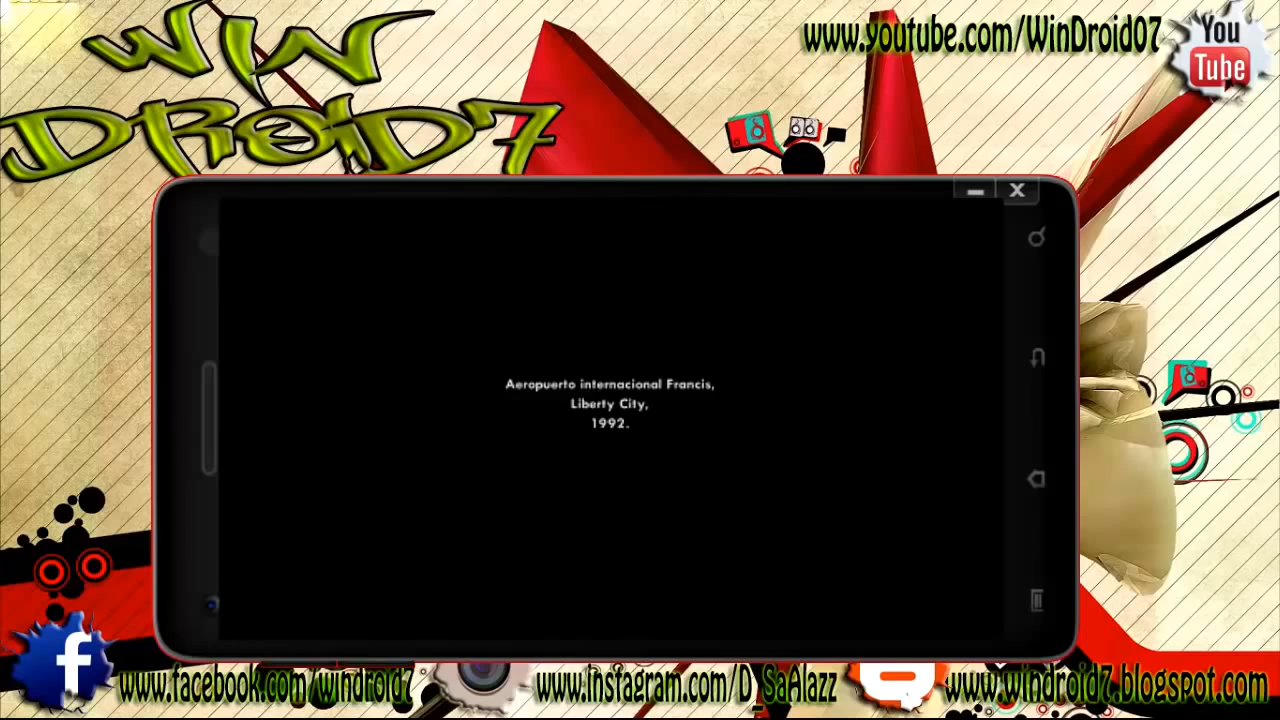 WIN
DROID7
www.youtube.com/WinDroid07
You
Tube
Aeropuerto internacional Francis,
Liberty City,
1992.
www.facebook.com/windroid7
www.instagram.com/D_SaAlazz
www.windroid7.blogspot.com